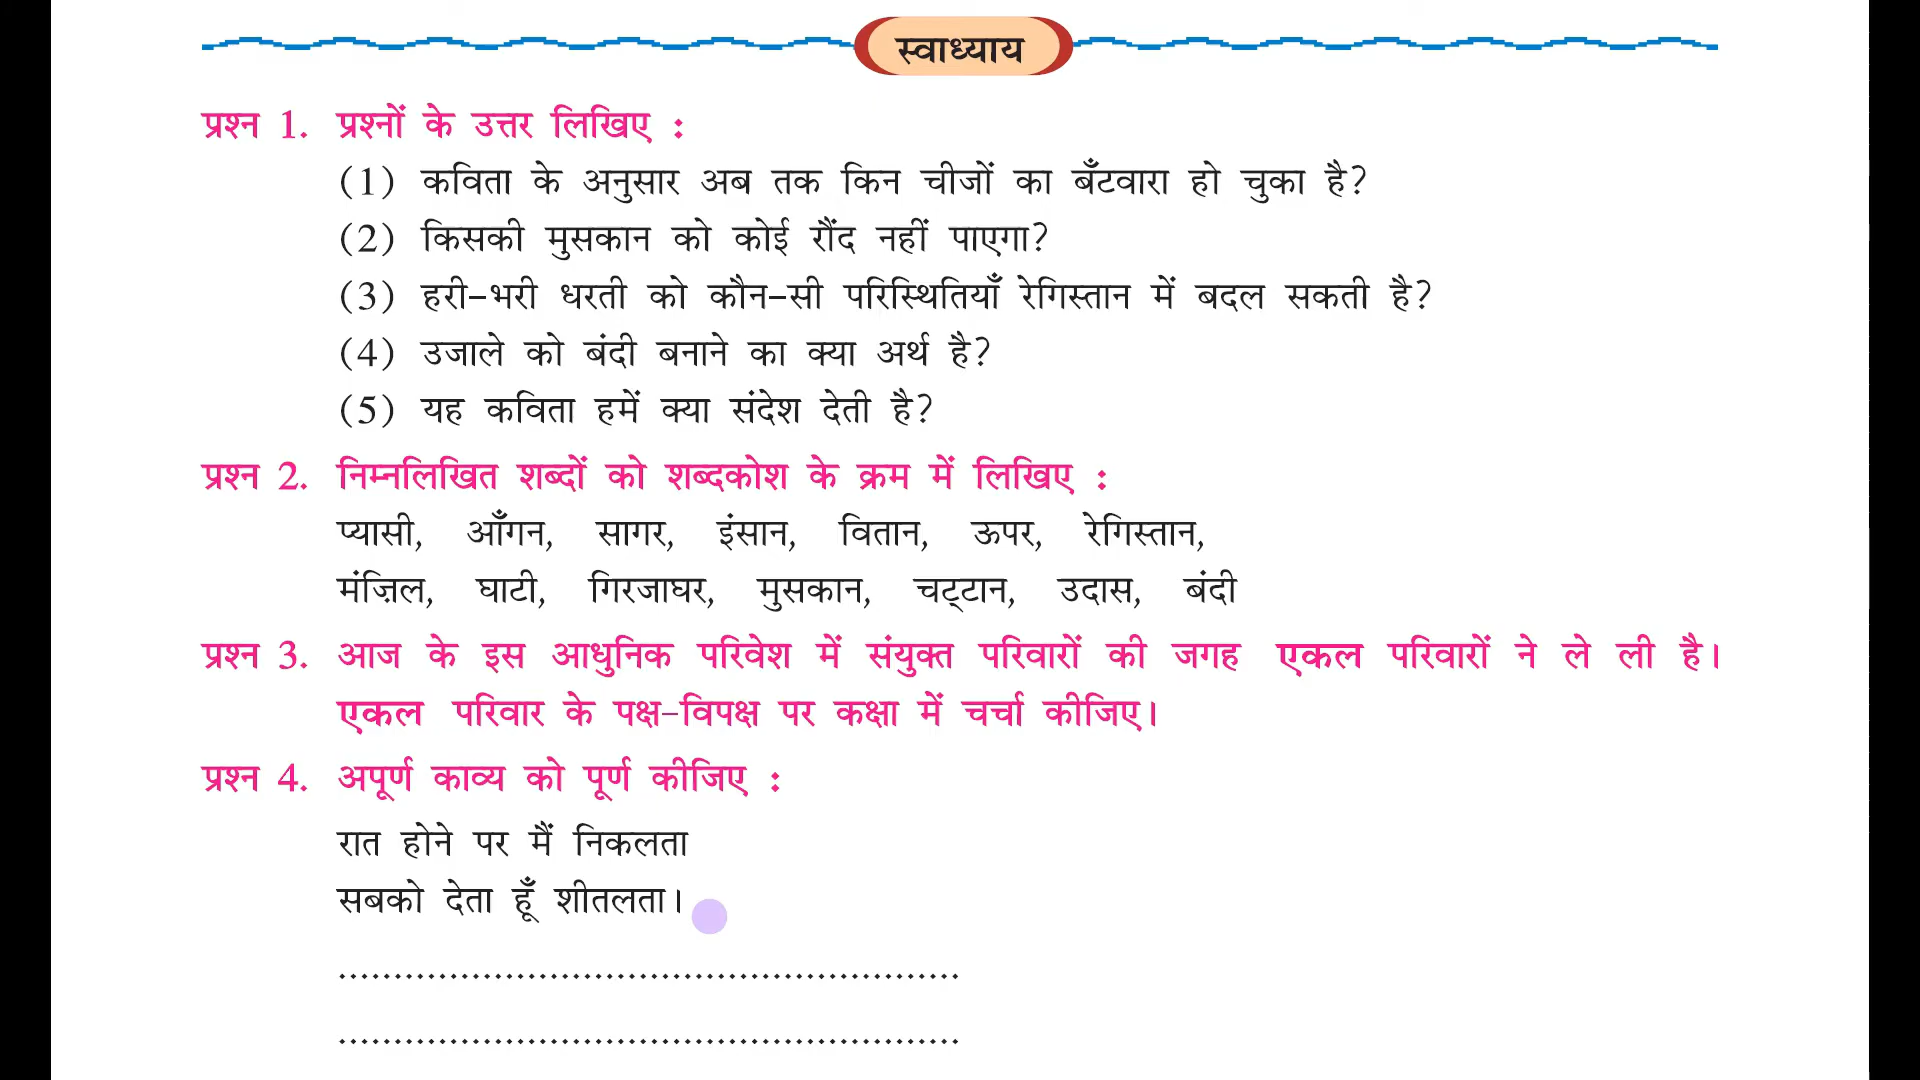 स्वाध्याय
प्रश्न 1. प्रश्नों के उत्तर लिखिए :
(1) कविता के अनुसार अब तक किन चीजों का बँटवारा हो चुका है?
(2) किसकी मुसकान को कोई रौंद नहीं पाएगा?
(3) हरी-भरी धरती को कौन-सी परिस्थितियाँ रेगिस्तान में बदल सकती है?
(4) उजाले को बंदी बनाने का क्या अर्थ है?
(5) यह कविता हमें क्या संदेश देती है?
प्रश्न 2. निम्नलिखित शब्दों को शब्दकोश के क्रम में लिखिए :
प्यासी, आँगन, सागर, इंसान, वितान, ऊपर, रेगिस्तान,
मंज़िल, घाटी, गिरजाघर, मुसकान, चट्टान, उदास, बंदी
प्रश्न 3. आज के इस आधुनिक परिवेश में संयुक्त परिवारों की जगह एकल परिवारों ने ले ली है।
एकल परिवार के पक्ष-विपक्ष पर कक्षा में चर्चा कीजिए।
प्रश्न 4. अपूर्ण काव्य को पूर्ण कीजिए :
रात होने पर मैं निकलता
सबको देता हूँ शीतलता।
........................................................
........................................................